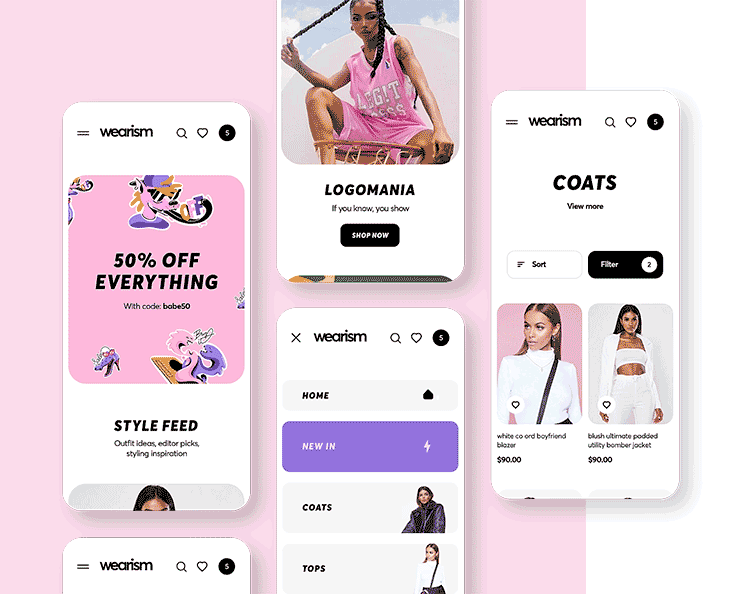 wearism
5
50% OFF
EVERYTHING
With code: babe50
STYLE FEED
Outfit ideas, editor picks,
styling inspiration
wearism
5
LOGOMANIA
If you know, you show
SHOP NOW
wearism
5
HOME
NEW IN
COATS
TOPS
wearism
5
COATS
View more
Sort
Filter
2
white co ord boyfriend
blazer
$90.00
blush ultimate padded
utility bomber jacket
$90.00